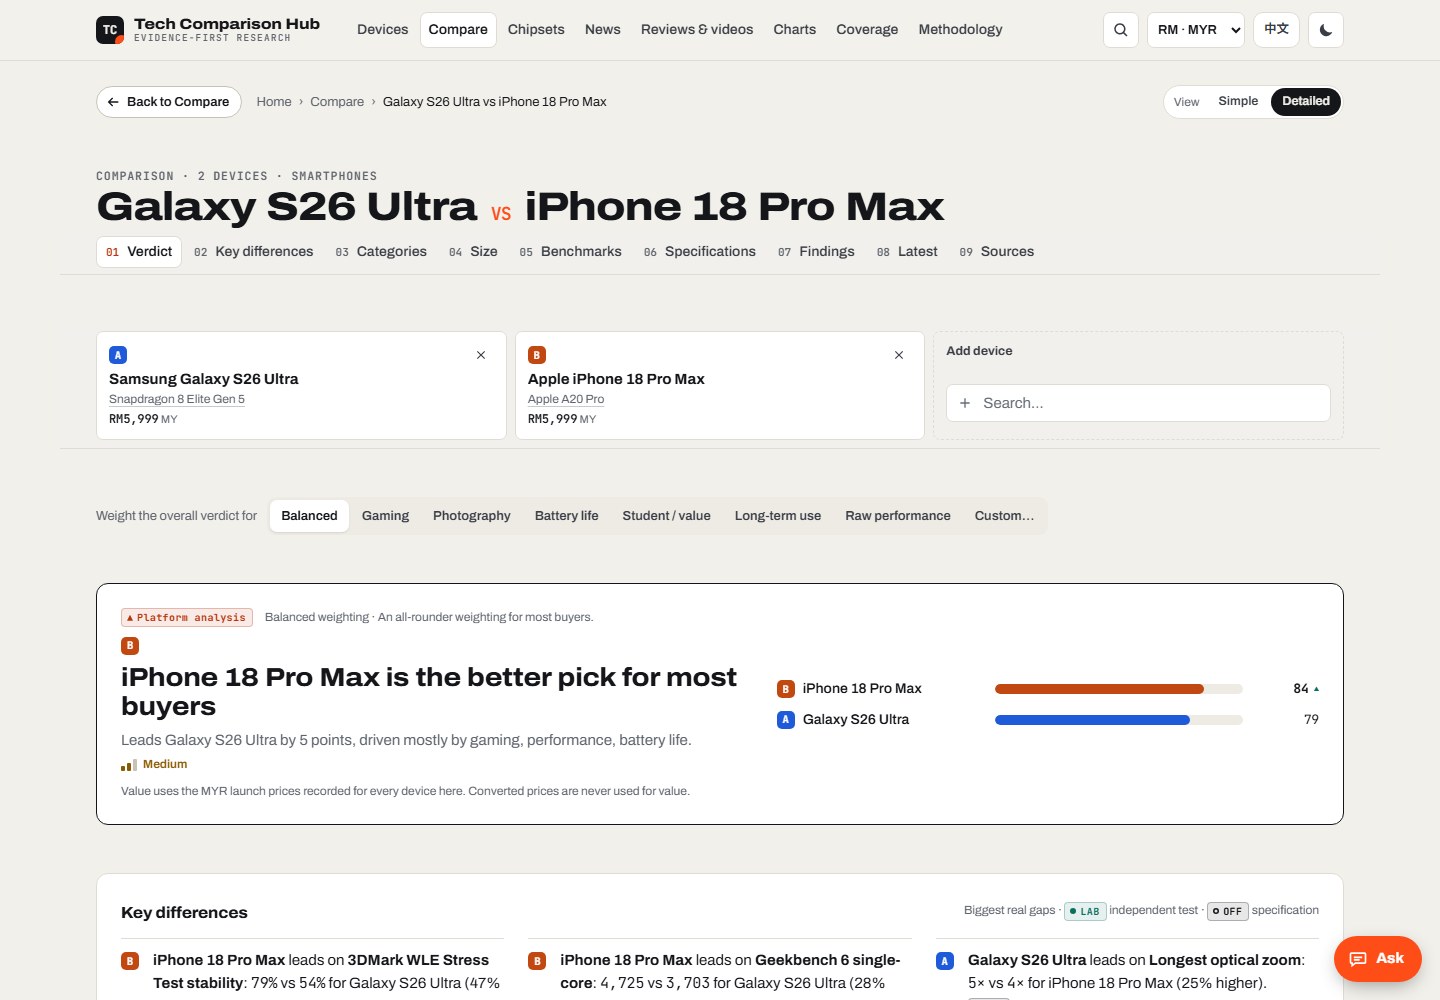 TC
Tech Comparison Hub
EVIDENCE-FIRST RESEARCH
Devices
Compare
Chipsets
News
Reviews & videos
Charts
Coverage
Methodology
RM · MYR
中文
Back to Compare
Home › Compare › Galaxy S26 Ultra vs iPhone 18 Pro Max
View
Simple
Detailed
COMPARISON · 2 DEVICES · SMARTPHONES
Galaxy S26 Ultra VS iPhone 18 Pro Max
01 Verdict
02 Key differences
03 Categories
04 Size
05 Benchmarks
06 Specifications
07 Findings
08 Latest
09 Sources
A
Samsung Galaxy S26 Ultra
Snapdragon 8 Elite Gen 5
RM5,999 MY
B
Apple iPhone 18 Pro Max
Apple A20 Pro
RM5,999 MY
Add device
Search...
Weight the overall verdict for
Balanced
Gaming
Photography
Battery life
Student / value
Long-term use
Raw performance
Custom...
▲ Platform analysis
Balanced weighting · An all-rounder weighting for most buyers.
B
iPhone 18 Pro Max is the better pick for most
buyers
Leads Galaxy S26 Ultra by 5 points, driven mostly by gaming, performance, battery life.
Medium
Value uses the MYR launch prices recorded for every device here. Converted prices are never used for value.
B iPhone 18 Pro Max 84 ▲
A Galaxy S26 Ultra 79
Key differences
Biggest real gaps · LAB independent test · OFF specification
B
iPhone 18 Pro Max leads on 3DMark WLE Stress
Test stability: 79% vs 54% for Galaxy S26 Ultra (47%
B
iPhone 18 Pro Max leads on Geekbench 6 single-
core: 4,725 vs 3,703 for Galaxy S26 Ultra (28%
A
Galaxy S26 Ultra leads on Longest optical zoom:
5× vs 4× for iPhone 18 Pro Max (25% higher).
Ask